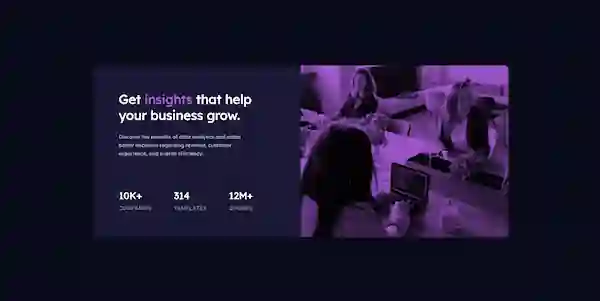 Get insights that help
your business grow.
Discover the benefits of data analytics and make
better decisions regarding revenue, customer
experience, and overall efficiency.
10K+ 314 12M+
COMPANIES TEMPLATES QUERIES